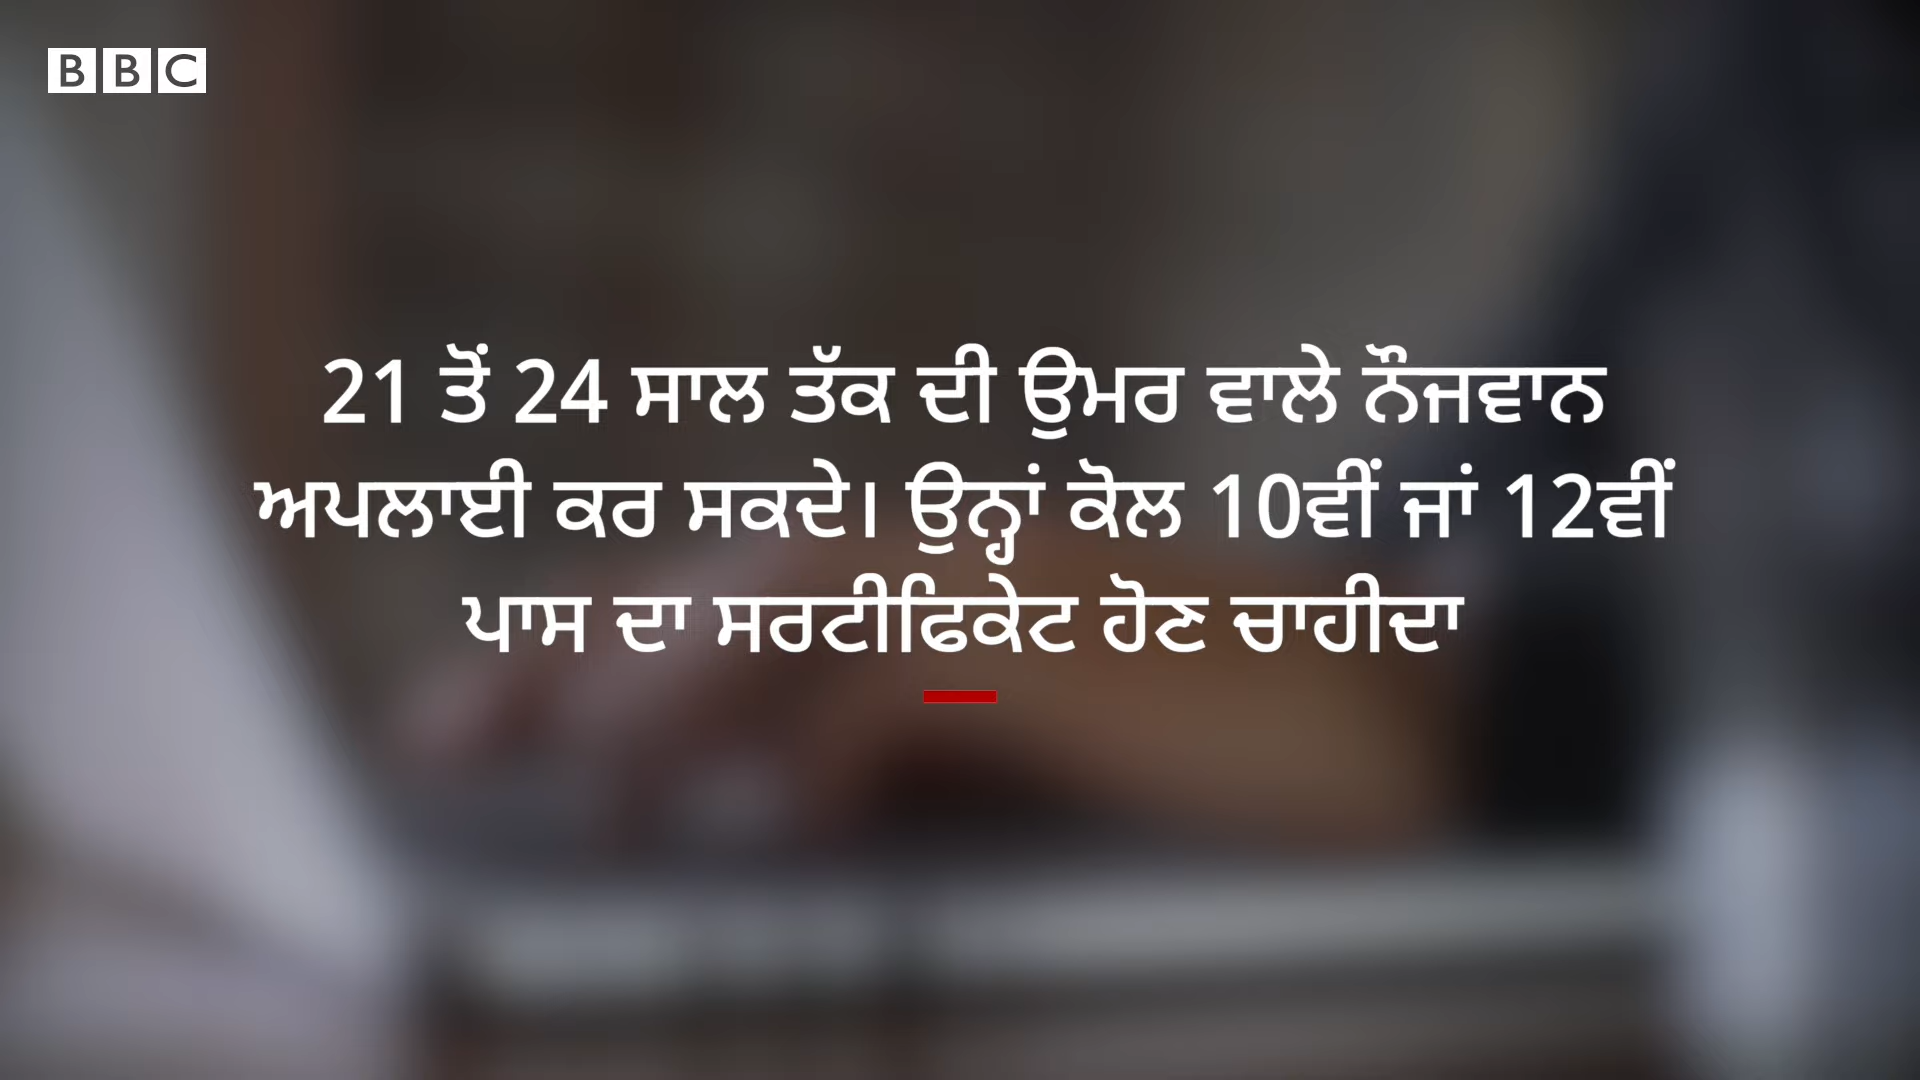 BBC
21 ਤੋਂ 24 ਸਾਲ ਤੱਕ ਦੀ ਉਮਰ ਵਾਲੇ ਨੌਜਵਾਨ
ਅਪਲਾਈ ਕਰ ਸਕਦੇ। ਉਨ੍ਹਾਂ ਕੋਲ 10ਵੀਂ ਜਾਂ 12ਵੀਂ
ਪਾਸ ਦਾ ਸਰਟੀਫਿਕੇਟ ਹੋਣ ਚਾਹੀਦਾ